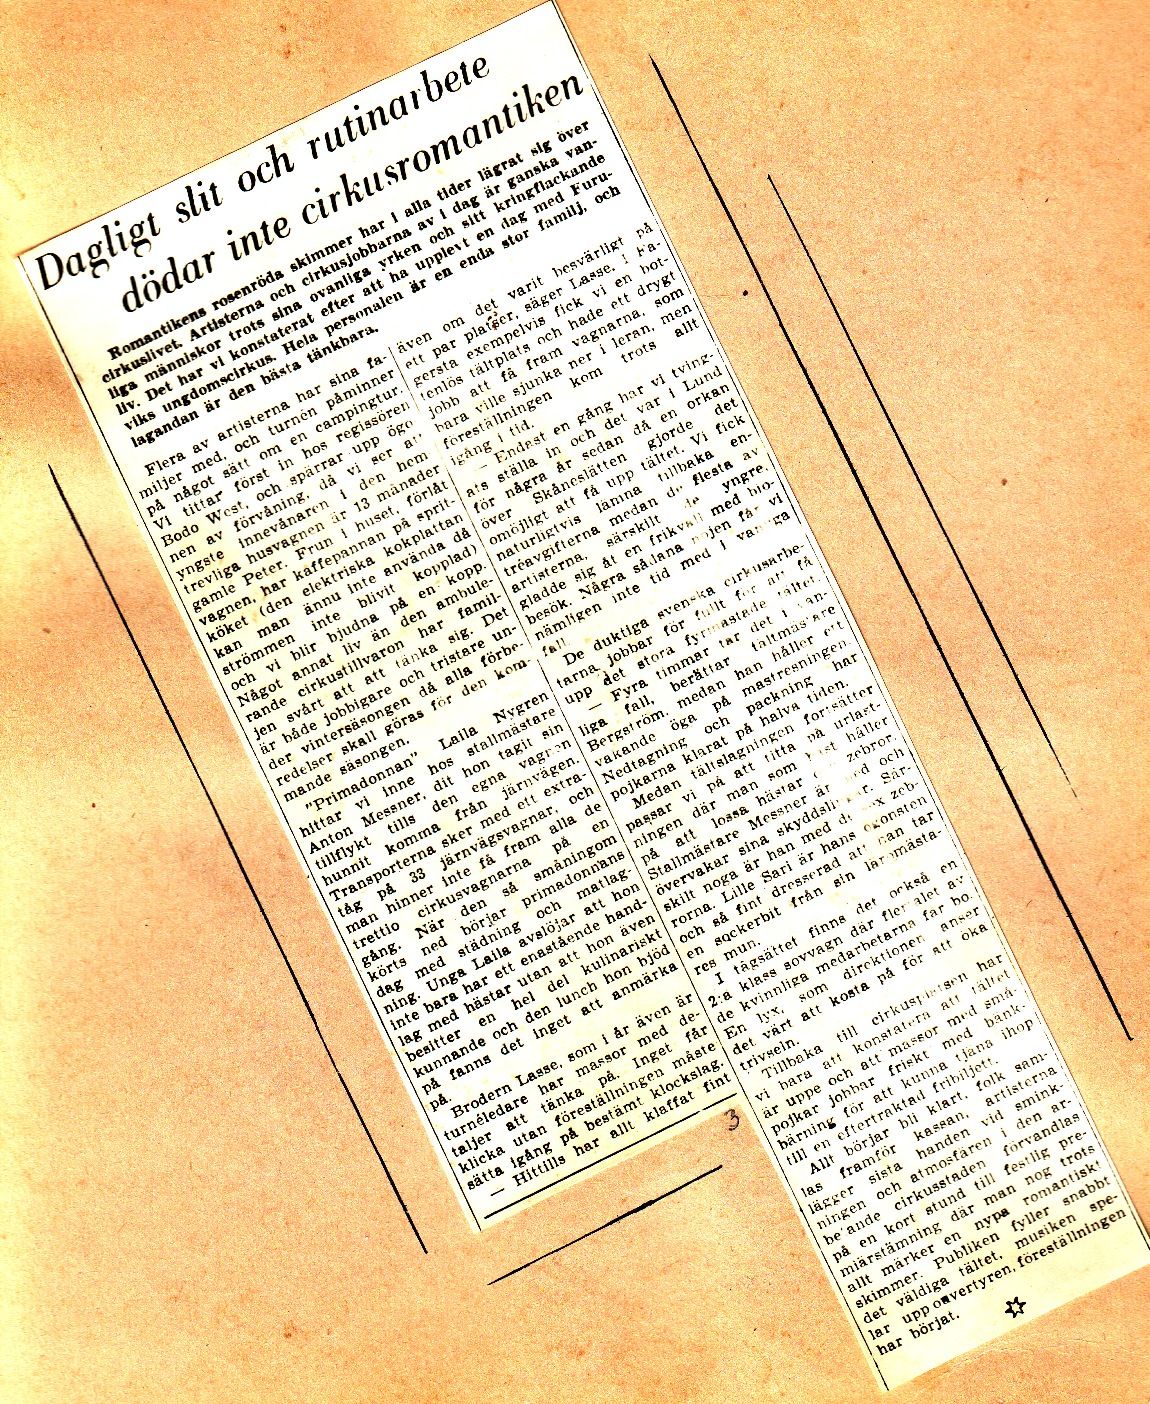 Dagligt slit och rutinarbete
dödar inte cirkusromantiken
Romantikens rosenröda skimmer har i alla tider lägrat sig över
cirkuslivet. Artisterna och cirkusjobbarna av i dag är ganska van-
liga människor trots sina ovanliga yrken och sitt kringflackande
liv. Det har vi konstaterat efter att ha upplevt en dag med Furu-
viks ungdomscirkus. Hela personalen är en enda stor familj, och
lagandan är den bästa tänkbara.
Flera av artisterna har sina fa-
miljer med, och turnén påminner
på något sätt om en campingtur.
Vi tittar först in hos regissören
Bodo West, och spärrar upp ögo
nen av förvåning, då vi ser att
yngste innevånaren i den hem
trevliga husvagnen är 13 månader
gamle Peter. Frun i huset, förlåt
vagnen, har kaffepannan på sprit-
köket (den elektriska kokplattan
kan man ännu inte använda då
strömmen inte blivit kopplad)
och vi blir bjudna på en kopp.
Något annat liv än den ambule-
rande cirkustillvaron har famil-
jen svårt att att tänka sig. Det
är både jobbigare och tristare un-
der vintersäsongen då alla förbe-
redelser skall göras för den kom-
mande säsongen.
"Primadonnan" Laila Nygren
hittar vi inne hos stallmästare
Anton Messner, dit hon tagit sin
tillflykt tills den egna vagnen
hunnit komma från järnvägen.
Transporterna sker med ett extra-
tåg på 33 järnvägsvagnar, och
man hinner inte få fram alla de
trettio cirkusvagnarna på en
gång. När den så småningom
körts ned börjar primadonnans
dag med städning och matlag-
ning. Unga Laila avslöjar att hon
inte bara har ett enastående hand-
lag med hästar utan att hon även
besitter en hel del kulinariskt
kunnande och den lunch hon bjöd
på fanns det inget att anmärka
på.
Brodern Lasse, som i år även är
turnéledare har massor med de-
taljer att tänka på. Inget får
klicka utan föreställningen måste
sätta igång på bestämt klockslag.
— Hittills har allt klaffat fint
även om det varit besvärligt på
ett par platser, säger Lasse. I Fa-
gersta exempelvis fick vi en bot-
tenlös tältplats och hade ett drygt
jobb att få fram vagnarna, som
bara ville sjunka ner i leran, men
föreställningen kom trots allt
igång i tid.
— Endast en gång har vi tving-
ats ställa in och det var i Lund
för några år sedan då en orkan
över Skåneslätten gjorde det
omöjligt att få upp tältet. Vi fick
naturligtvis lämna tillbaka en-
tréavgifterna medan de flesta av
artisterna, särskilt de yngre,
gladde sig åt en frikväll med bio-
besök. Några sådana nöjen får vi
nämligen inte tid med i vanliga
fall.
De duktiga svenska cirkusarbe-
tarna jobbar för fullt för att få
upp det stora fyrmastade tältet.
— Fyra timmar tar det i van-
liga fall, berättar tältmästare
Bergström, medan han håller ett
vakande öga på mastresningen.
Nedtagning och packning har
pojkarna klarat på halva tiden.
Medan tältslagningen fortsätter
passar vi på att titta på urlast-
ningen där man som bäst håller
på att lossa hästar och zebror.
Stallmästare Messner är med och
övervakar sina skyddslingar. Sär-
skilt noga är han med de sex zeb-
rorna. Lille Sari är hans ögonsten
och så fint dresserad att han tar
en sockerbit från sin läromästa-
res mun.
I tågsättet finns det också en
2:a klass sovvagn där flertalet av
de kvinnliga medarbetarna får bo.
En lyx, som direktionen anser
det värt att kosta på för att öka
trivseln.
Tillbaka till cirkusplatsen har
vi bara att konstatera att tältet
är uppe och att massor med små-
pojkar jobbar friskt med bänk-
bärning för att kunna tjäna ihop
till en eftertraktad fribiljett.
Allt börjar bli klart, folk sam-
las framför kassan, artisterna
lägger sista handen vid smink-
ningen och atmosfären i den ar-
betande cirkusstaden förvandlas
på en kort stund till festlig pre-
miärstämning där man nog trots
allt märker en nypa romantiskt
skimmer. Publiken fyller snabbt
det väldiga tältet, musiken spe-
lar upp ouvertyren, föreställningen
har börjat.
3